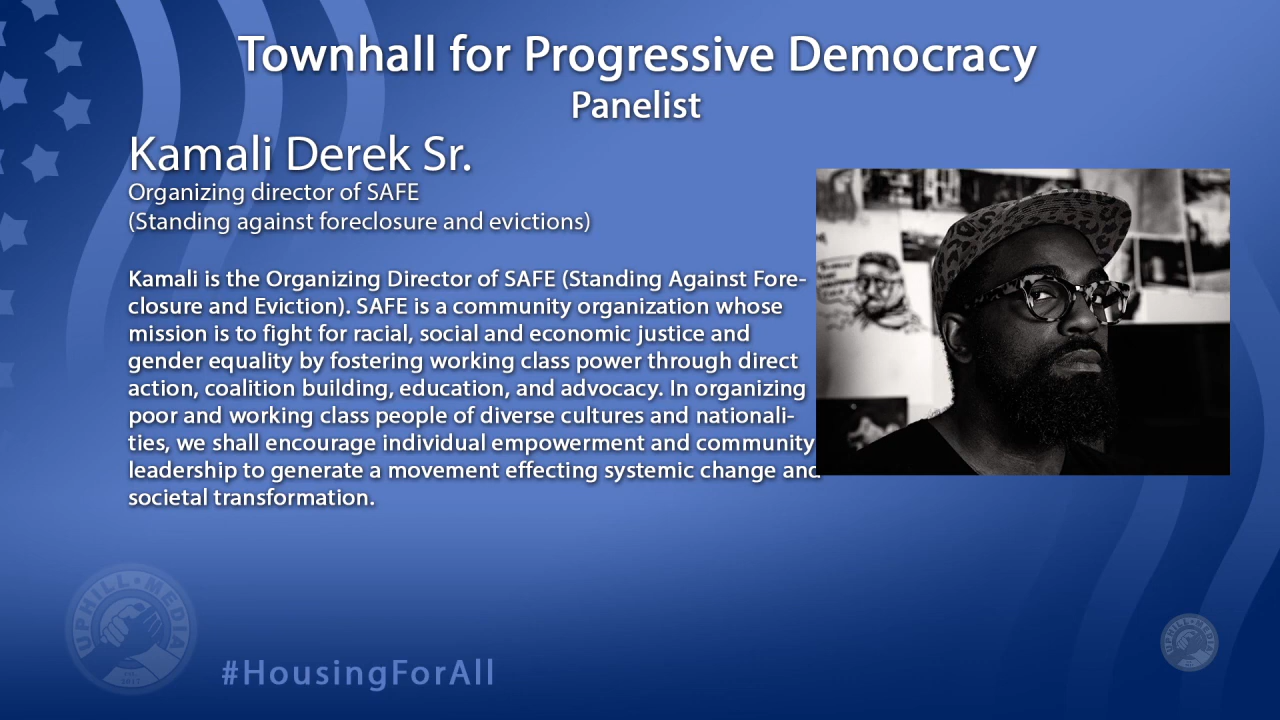 Townhall for Progressive Democracy
Panelist
Kamali Derek Sr.
Organizing director of SAFE
(Standing against foreclosure and evictions)
Kamali is the Organizing Director of SAFE (Standing Against Fore-
closure and Eviction). SAFE is a community organization whose
mission is to fight for racial, social and economic justice and
gender equality by fostering working class power through direct
action, coalition building, education, and advocacy. In organizing
poor and working class people of diverse cultures and nationali-
ties, we shall encourage individual empowerment and community
leadership to generate a movement effecting systemic change and
societal transformation.
UPHILL MEDIA
#HousingForAll
UPHILL MEDIA